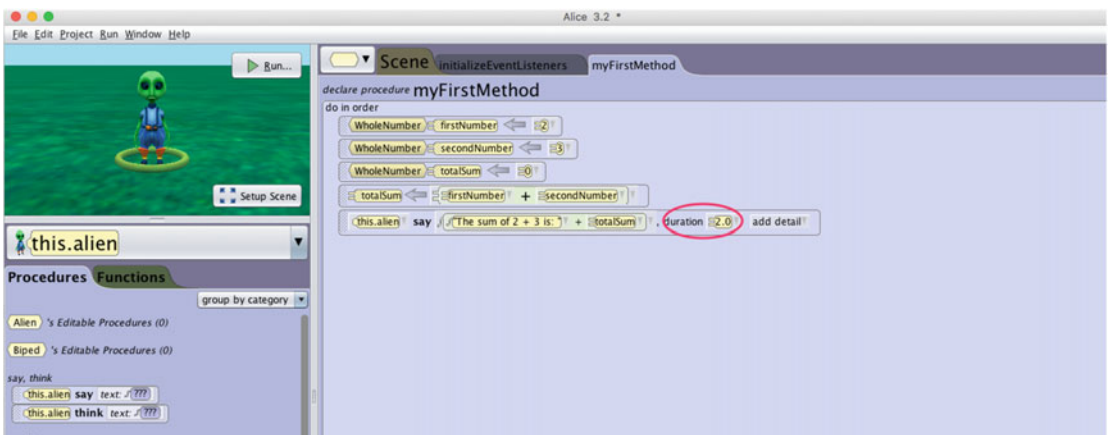 Alice 3.2 *
File Edit Project Run Window Help
Run...
Setup Scene
this.alien
Procedures Functions
group by category
Alien 's Editable Procedures (0)
Biped 's Editable Procedures (0)
say, think
this.alien say text: ???
this.alien think text: ???
Scene initializeEventListeners myFirstMethod
declare procedure myFirstMethod
do in order
WholeNumber firstNumber 2
WholeNumber secondNumber 3
WholeNumber totalSum 0
totalSum firstNumber + secondNumber
this.alien say "The sum of 2 + 3 is: " + totalSum , duration 2.0 add detail